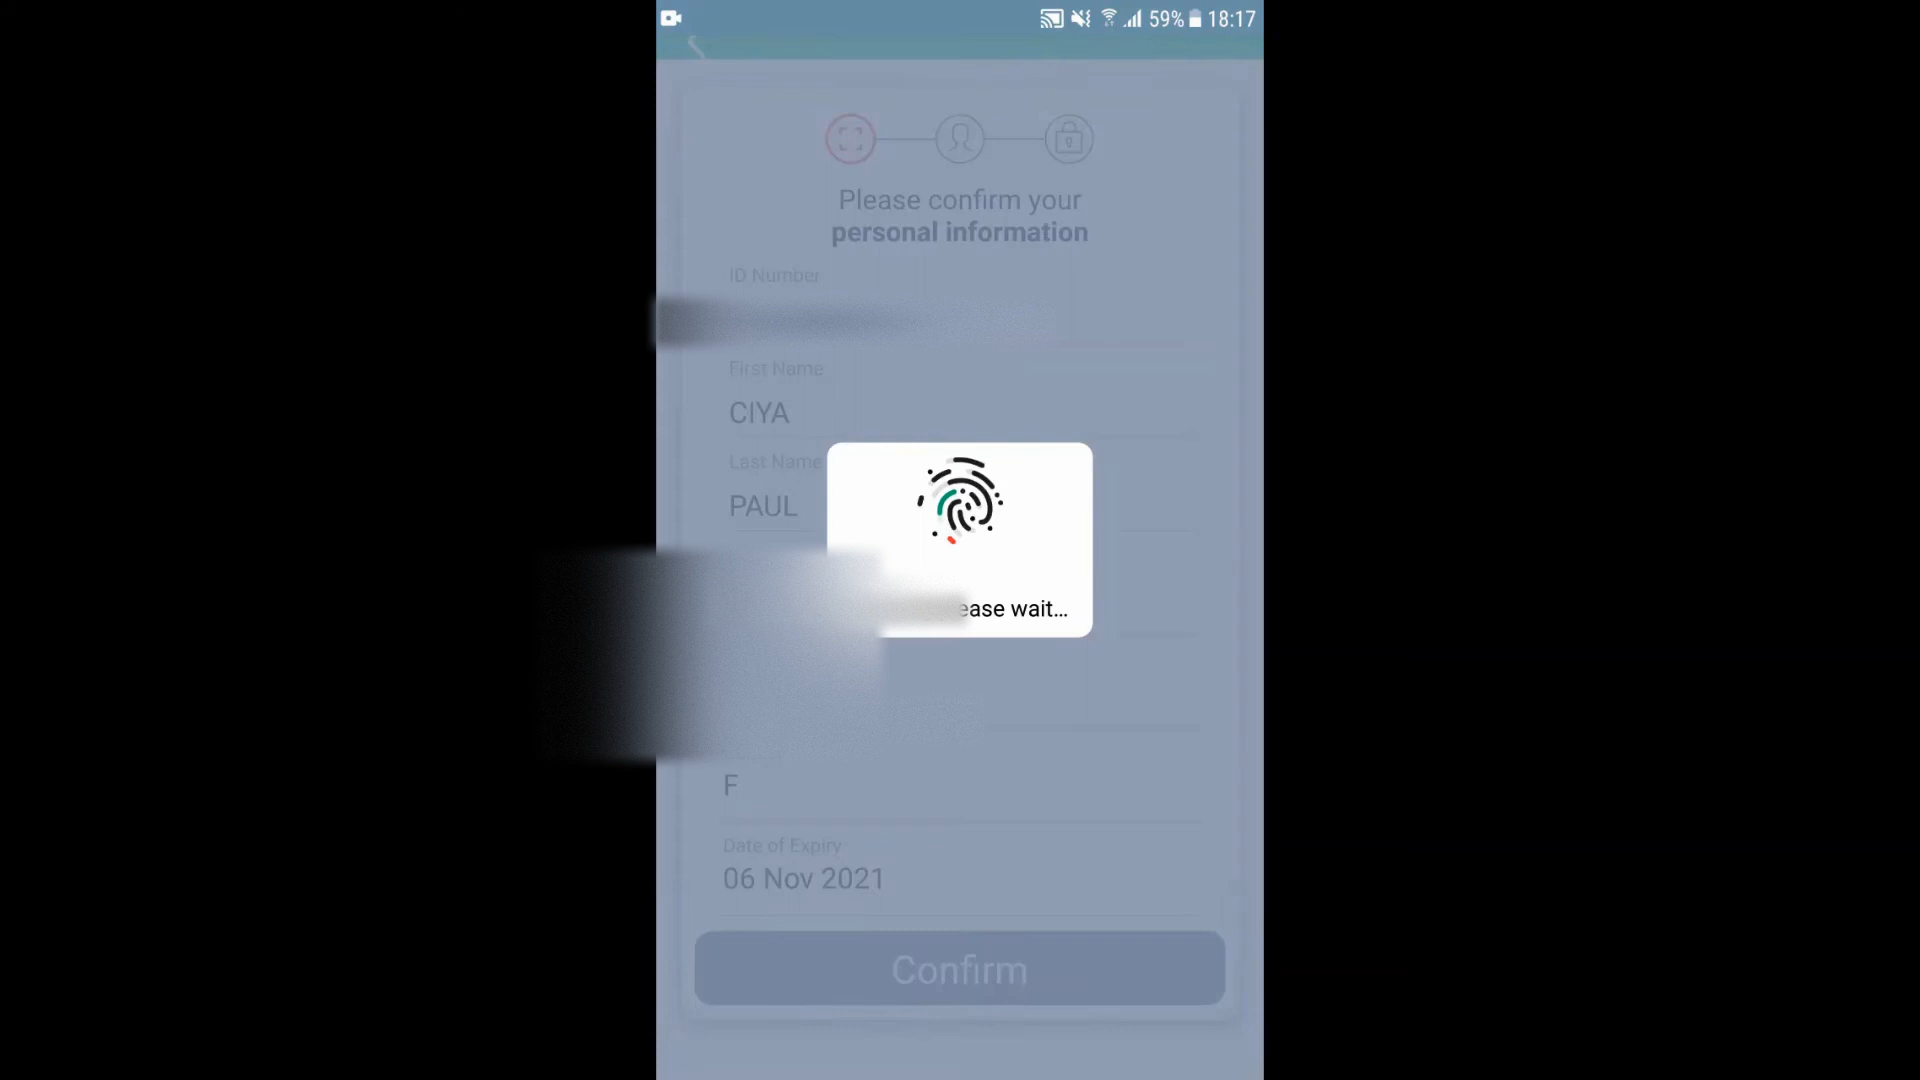 59% 18:17
Please confirm your
personal information
ID Number
First Name
CIYA
Last Name
PAUL
ease wait...
F
Date of Expiry
06 Nov 2021
Confirm